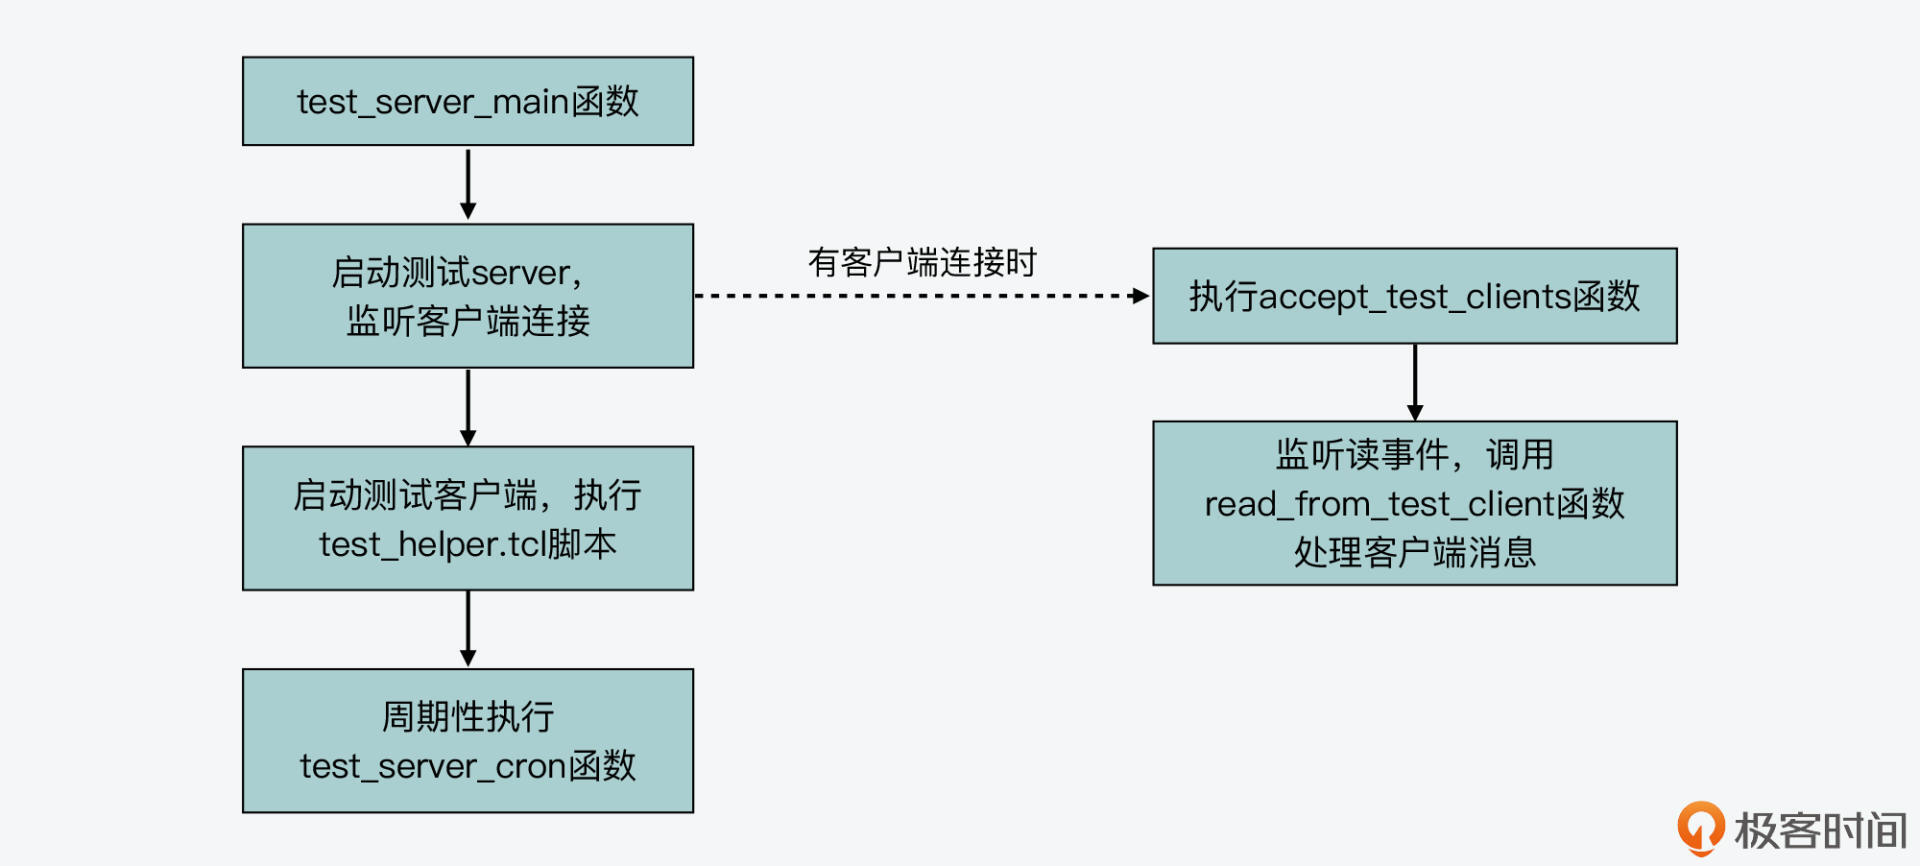 test_server_main函数
启动测试server，
监听客户端连接
有客户端连接时
执行accept_test_clients函数
启动测试客户端，执行
test_helper.tcl脚本
监听读事件，调用
read_from_test_client函数
处理客户端消息
周期性执行
test_server_cron函数
极客时间